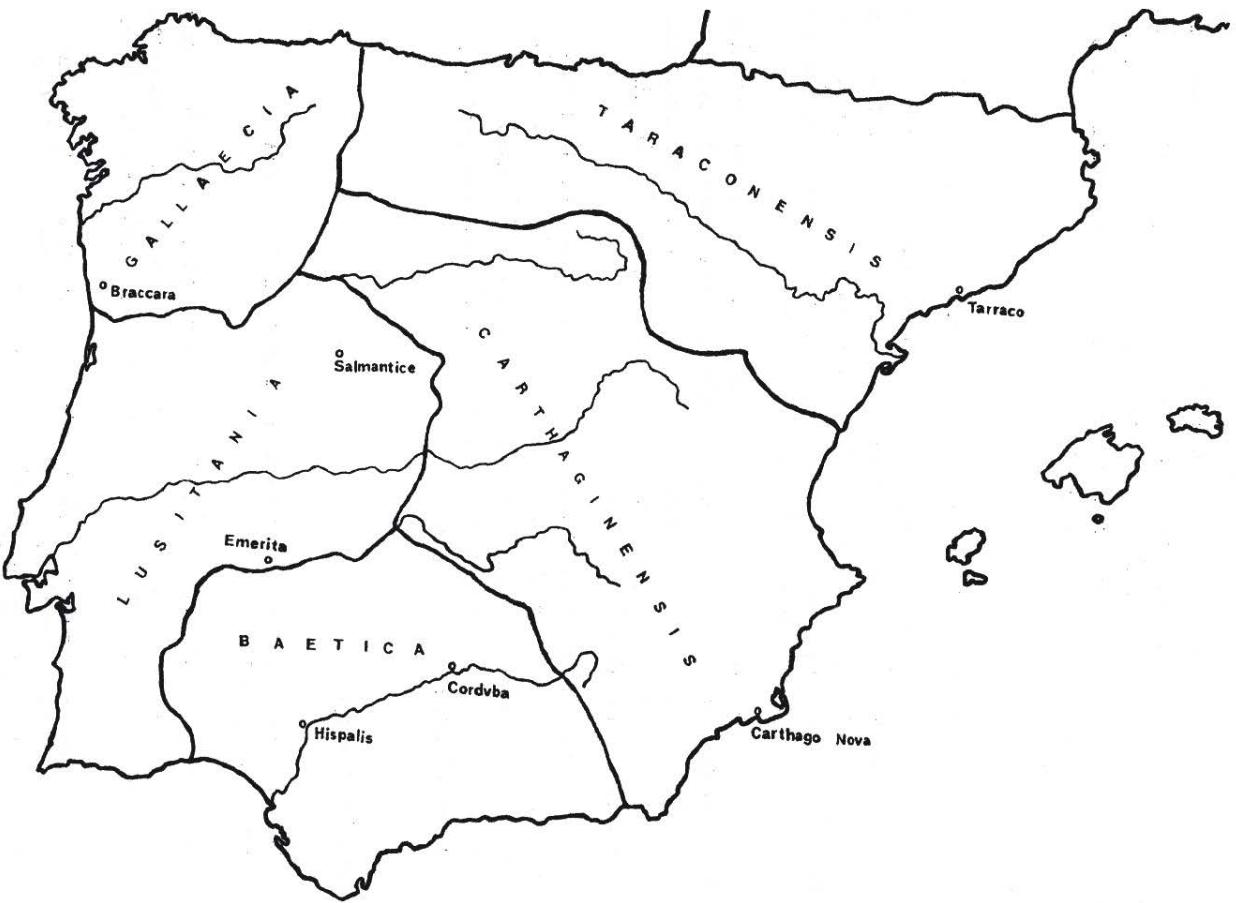 GALLAECIA
TARACONENSIS
Braccara
Tarraco
Salmantice
CARTHAGINENSIS
LUSITANIA
Emerita
BAETICA
Cordvba
Hispalis
Carthago Nova